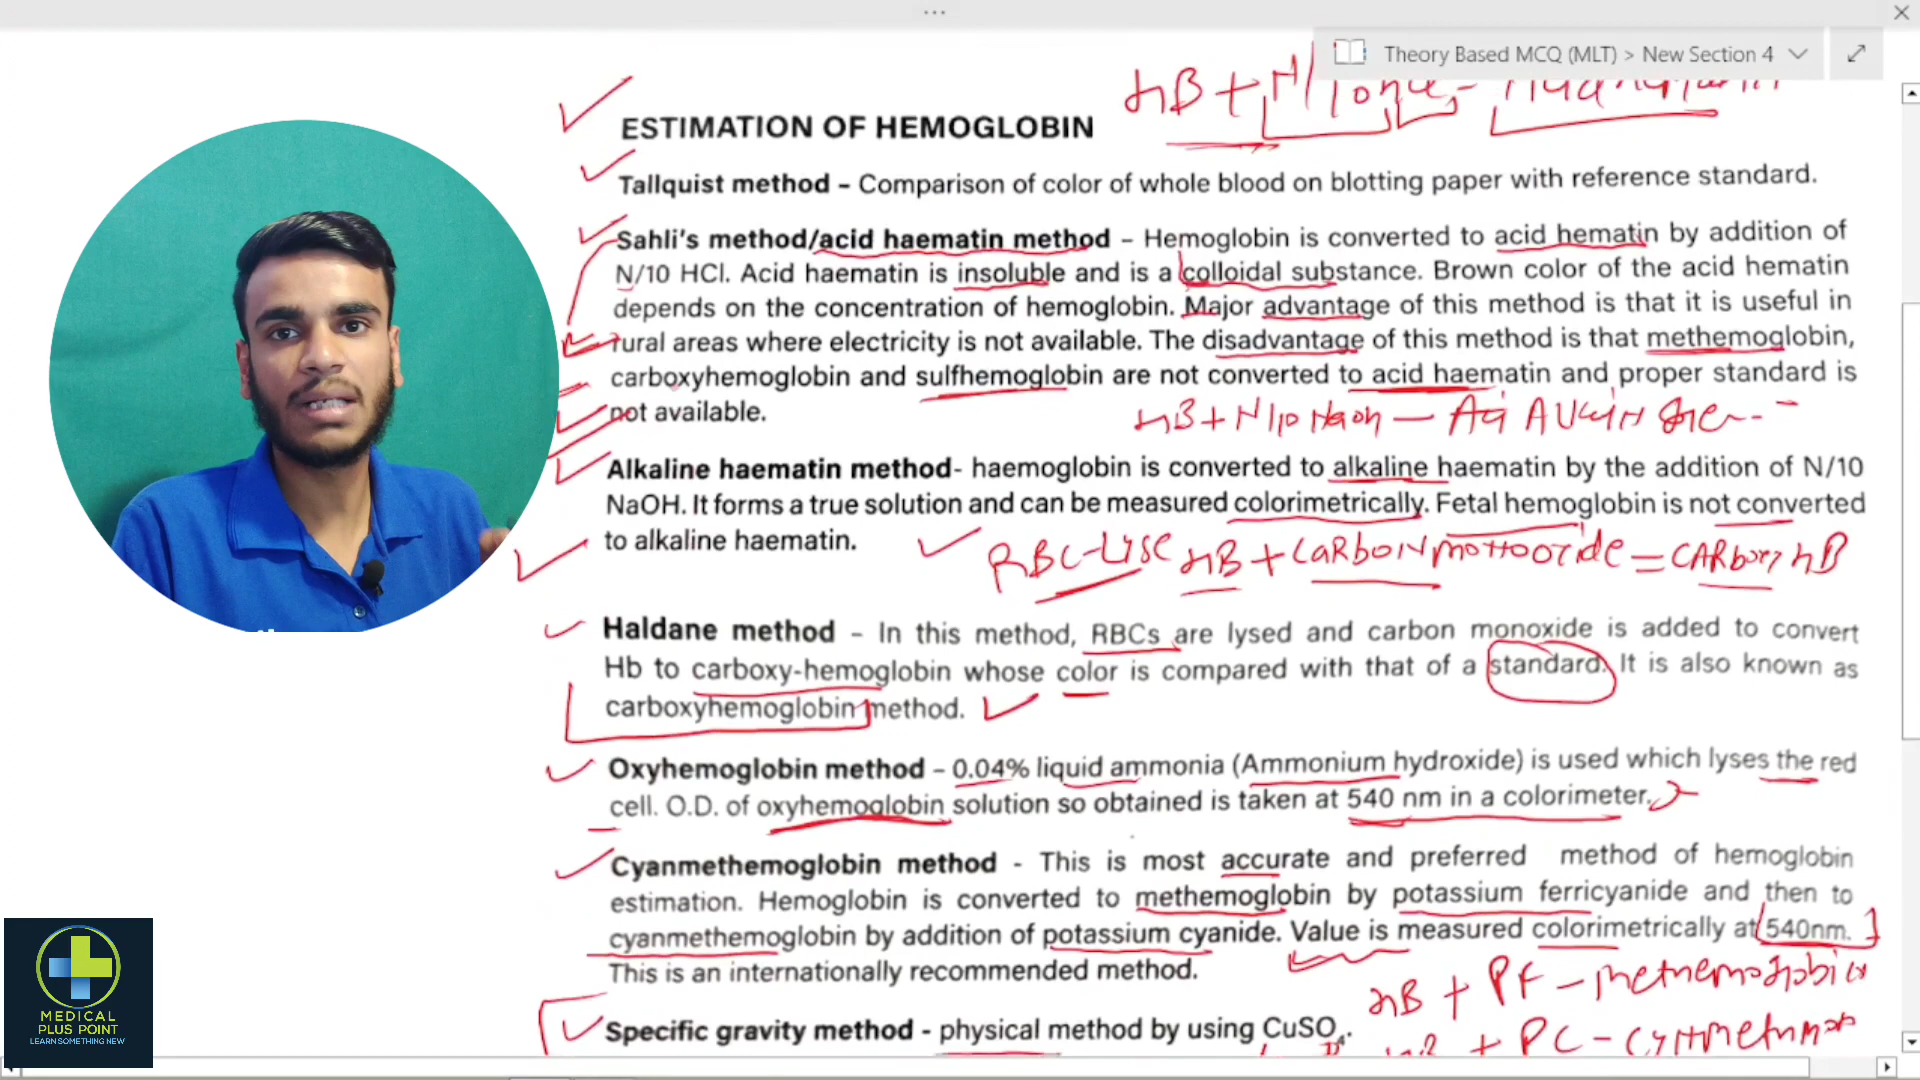 Theory Based MCQ (MLT) > New Section 4
HB + N/10
ESTIMATION OF HEMOGLOBIN
Tallquist method – Comparison of color of whole blood on blotting paper with reference standard.
Sahli's method/acid haematin method – Hemoglobin is converted to acid hematin by addition of
N/10 HCl. Acid haematin is insoluble and is a colloidal substance. Brown color of the acid hematin
depends on the concentration of hemoglobin. Major advantage of this method is that it is useful in
rural areas where electricity is not available. The disadvantage of this method is that methemoglobin,
carboxyhemoglobin and sulfhemoglobin are not converted to acid haematin and proper standard is
not available.
HB + N/10 NaOH –
Alkaline haematin method- haemoglobin is converted to alkaline haematin by the addition of N/10
NaOH. It forms a true solution and can be measured colorimetrically. Fetal hemoglobin is not converted
to alkaline haematin.
RBC-Lyse HB + CARBON monooxide = CARBoxy HB
Haldane method – In this method, RBCs are lysed and carbon monoxide is added to convert
Hb to carboxy-hemoglobin whose color is compared with that of a standard. It is also known as
carboxyhemoglobin method.
Oxyhemoglobin method – 0.04% liquid ammonia (Ammonium hydroxide) is used which lyses the red
cell. O.D. of oxyhemoglobin solution so obtained is taken at 540 nm in a colorimeter.
Cyanmethemoglobin method - This is most accurate and preferred method of hemoglobin
estimation. Hemoglobin is converted to methemoglobin by potassium ferricyanide and then to
cyanmethemoglobin by addition of potassium cyanide. Value is measured colorimetrically at 540nm.
This is an internationally recommended method.
HB + PF –
Specific gravity method - physical method by using CuSO4.
+ PC –
MEDICAL
PLUS POINT
LEARN SOMETHING NEW